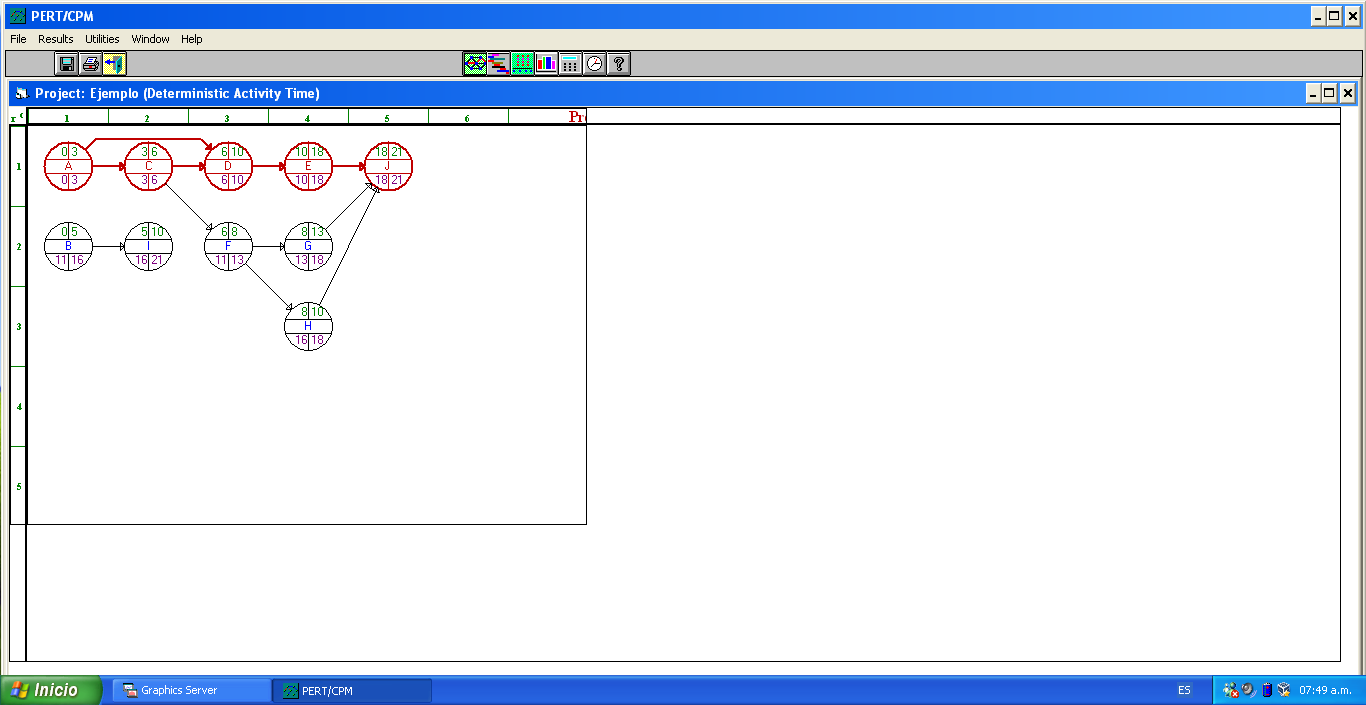 PERT/CPM
File Results Utilities Window Help
Project: Ejemplo (Deterministic Activity Time)
r c 1 2 3 4 5 6 Pr
1
0 3 3 6 6 10 10 18 18 21
A C D E J
0 3 3 6 6 10 10 18 18 21
2
0 5 5 10 6 8 8 13
B I F G
11 16 16 21 11 13 13 18
3
8 10
H
16 18
4
5
Inicio Graphics Server PERT/CPM ES 07:49 a.m.